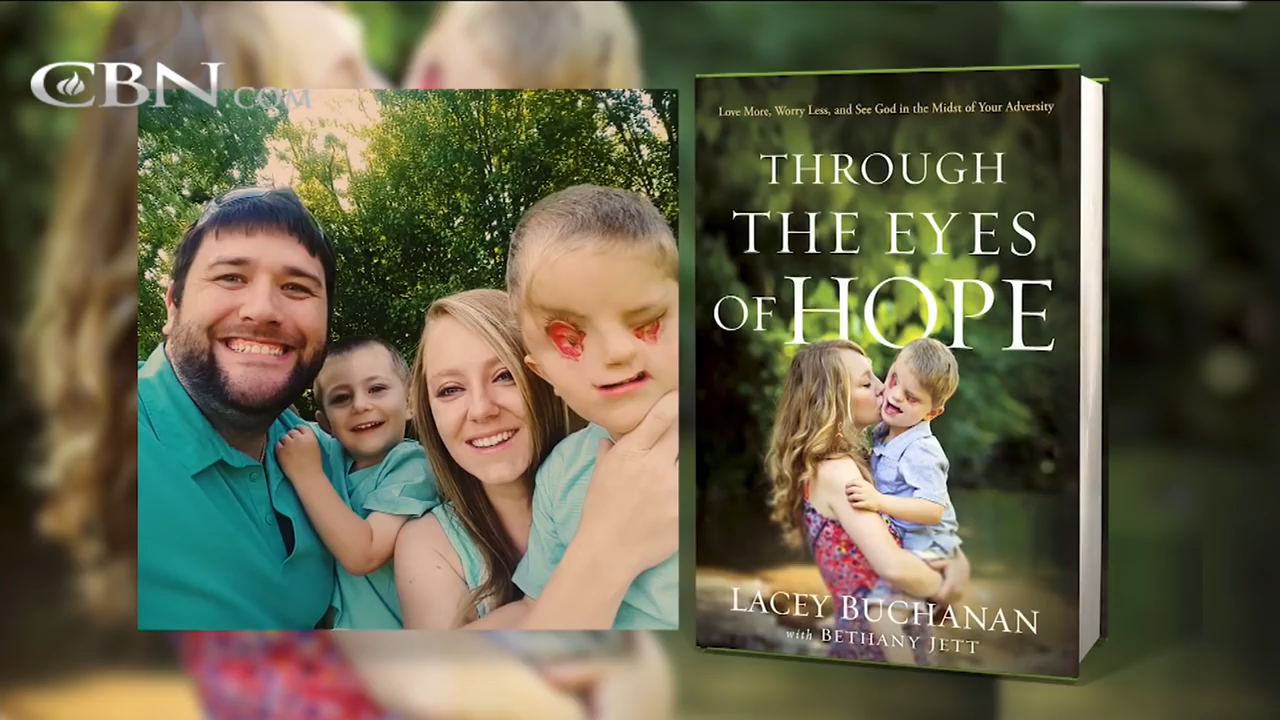 CBN.COM
Love More, Worry Less, and See God in the Midst of Your Adversity
THROUGH
THE EYES
OF HOPE
LACEY BUCHANAN
with BETHANY JETT